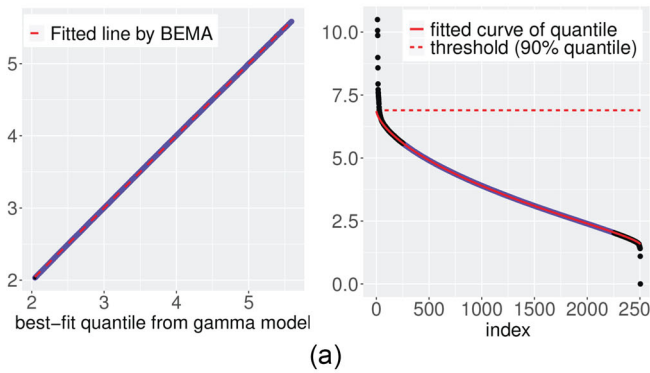 Fitted line by BEMA
5
4
3
2
2 3 4 5
best−fit quantile from gamma model
fitted curve of quantile
threshold (90% quantile)
10.0
7.5
5.0
2.5
0.0
0 500 1000 1500 2000 2500
index
(a)